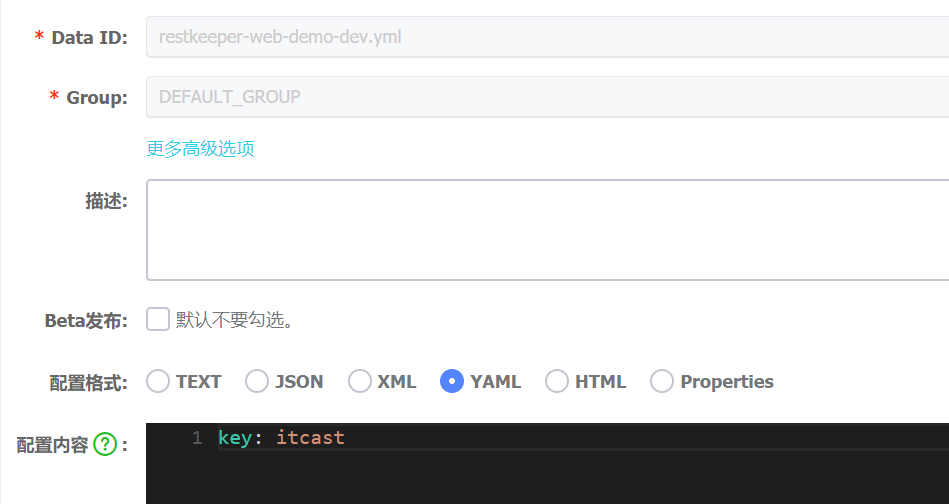 * Data ID: restkeeper-web-demo-dev.yml
* Group: DEFAULT_GROUP
更多高级选项
描述:
Beta发布: 默认不要勾选。
配置格式: TEXT JSON XML YAML HTML Properties
配置内容 ? : 1 key: itcast